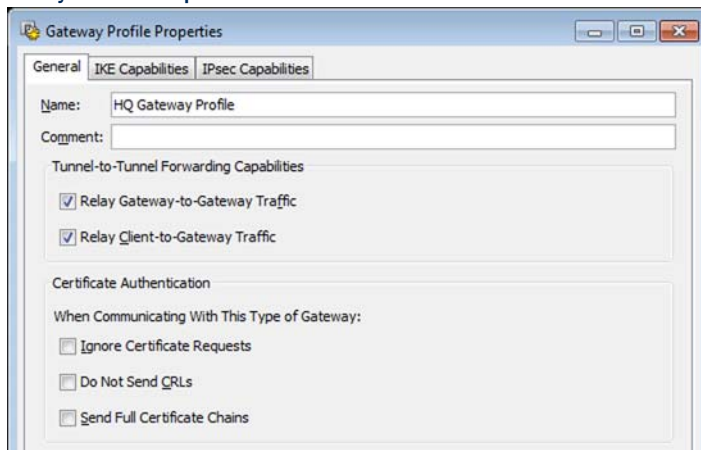 Gateway Profile Properties
General IKE Capabilities IPsec Capabilities
Name: HQ Gateway Profile
Comment:
Tunnel-to-Tunnel Forwarding Capabilities
Relay Gateway-to-Gateway Traffic
Relay Client-to-Gateway Traffic
Certificate Authentication
When Communicating With This Type of Gateway:
Ignore Certificate Requests
Do Not Send CRLs
Send Full Certificate Chains